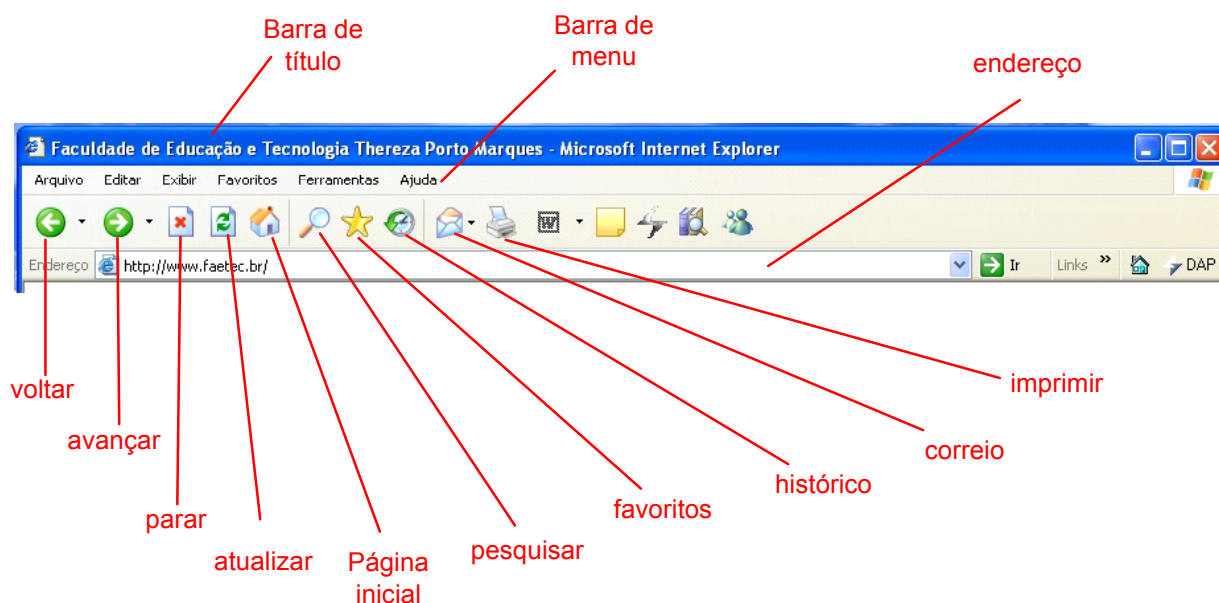 Barra de
título
Barra de
menu
endereço
Faculdade de Educação e Tecnologia Thereza Porto Marques - Microsoft Internet Explorer
Arquivo Editar Exibir Favoritos Ferramentas Ajuda
W
Endereço http://www.faetec.br/ Ir Links » DAP
voltar
avançar
parar
atualizar
Página
inicial
pesquisar
favoritos
histórico
correio
imprimir